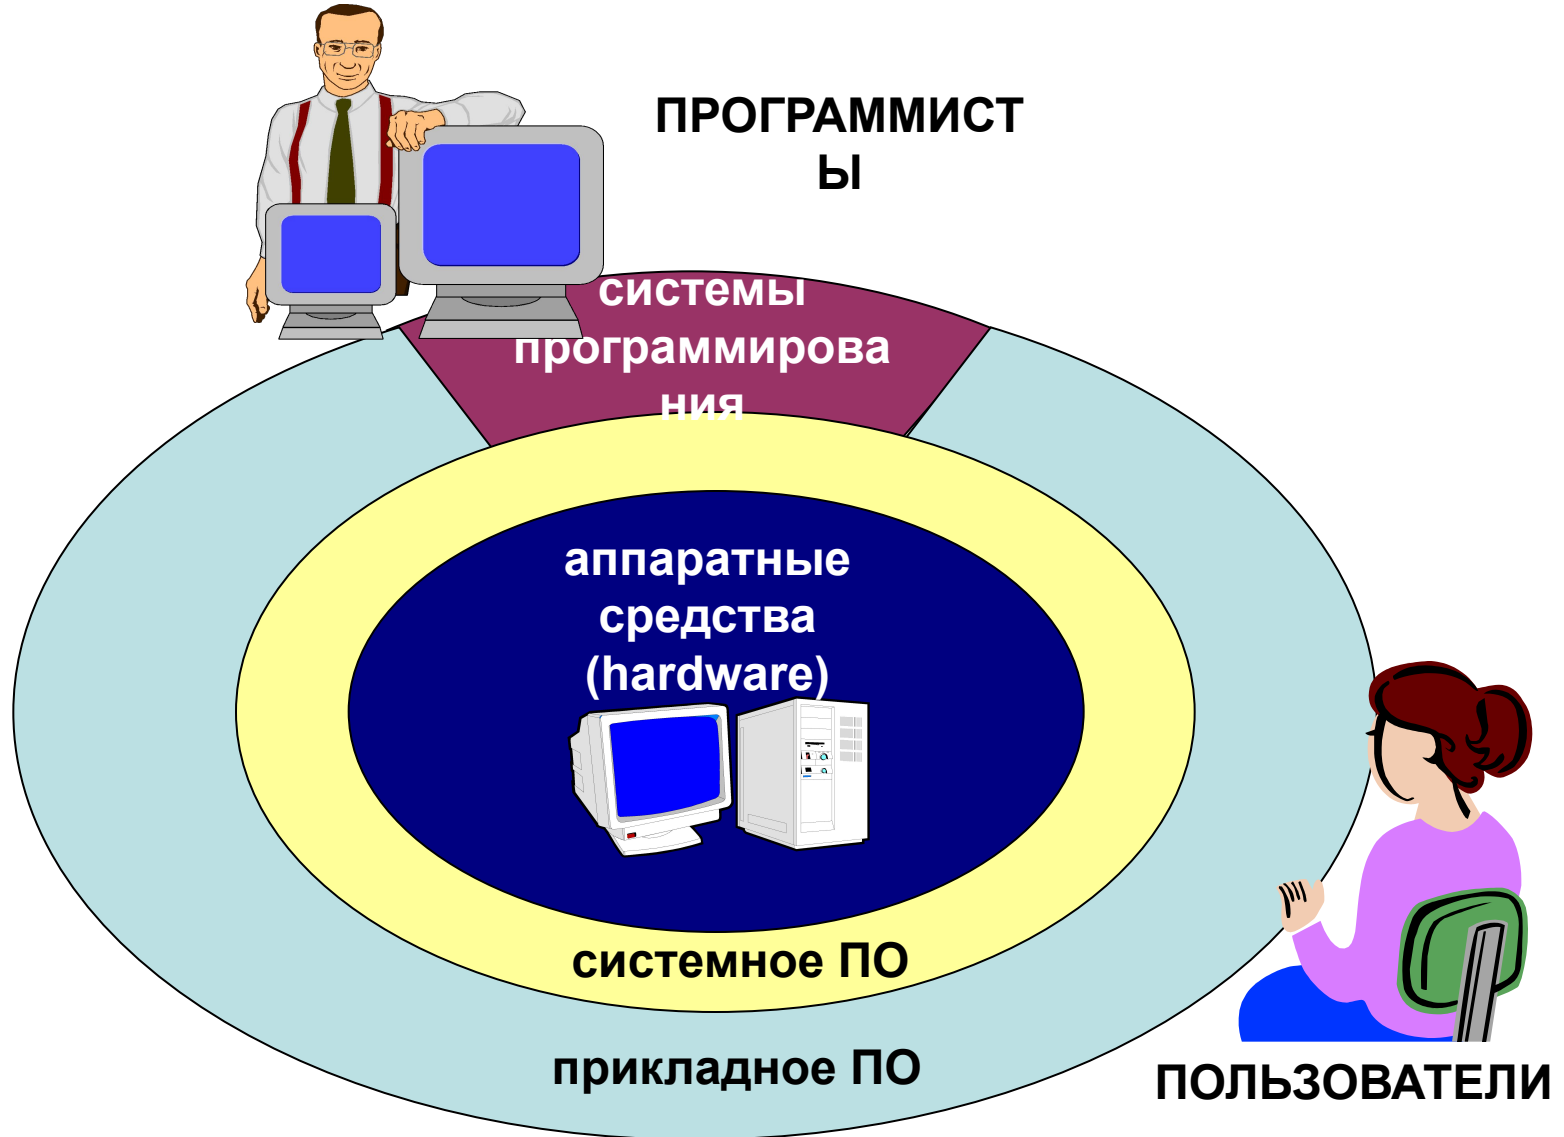 ПРОГРАММИСТ
Ы
системы
программирова
ния
аппаратные
средства
(hardware)
системное ПО
прикладное ПО
ПОЛЬЗОВАТЕЛИ